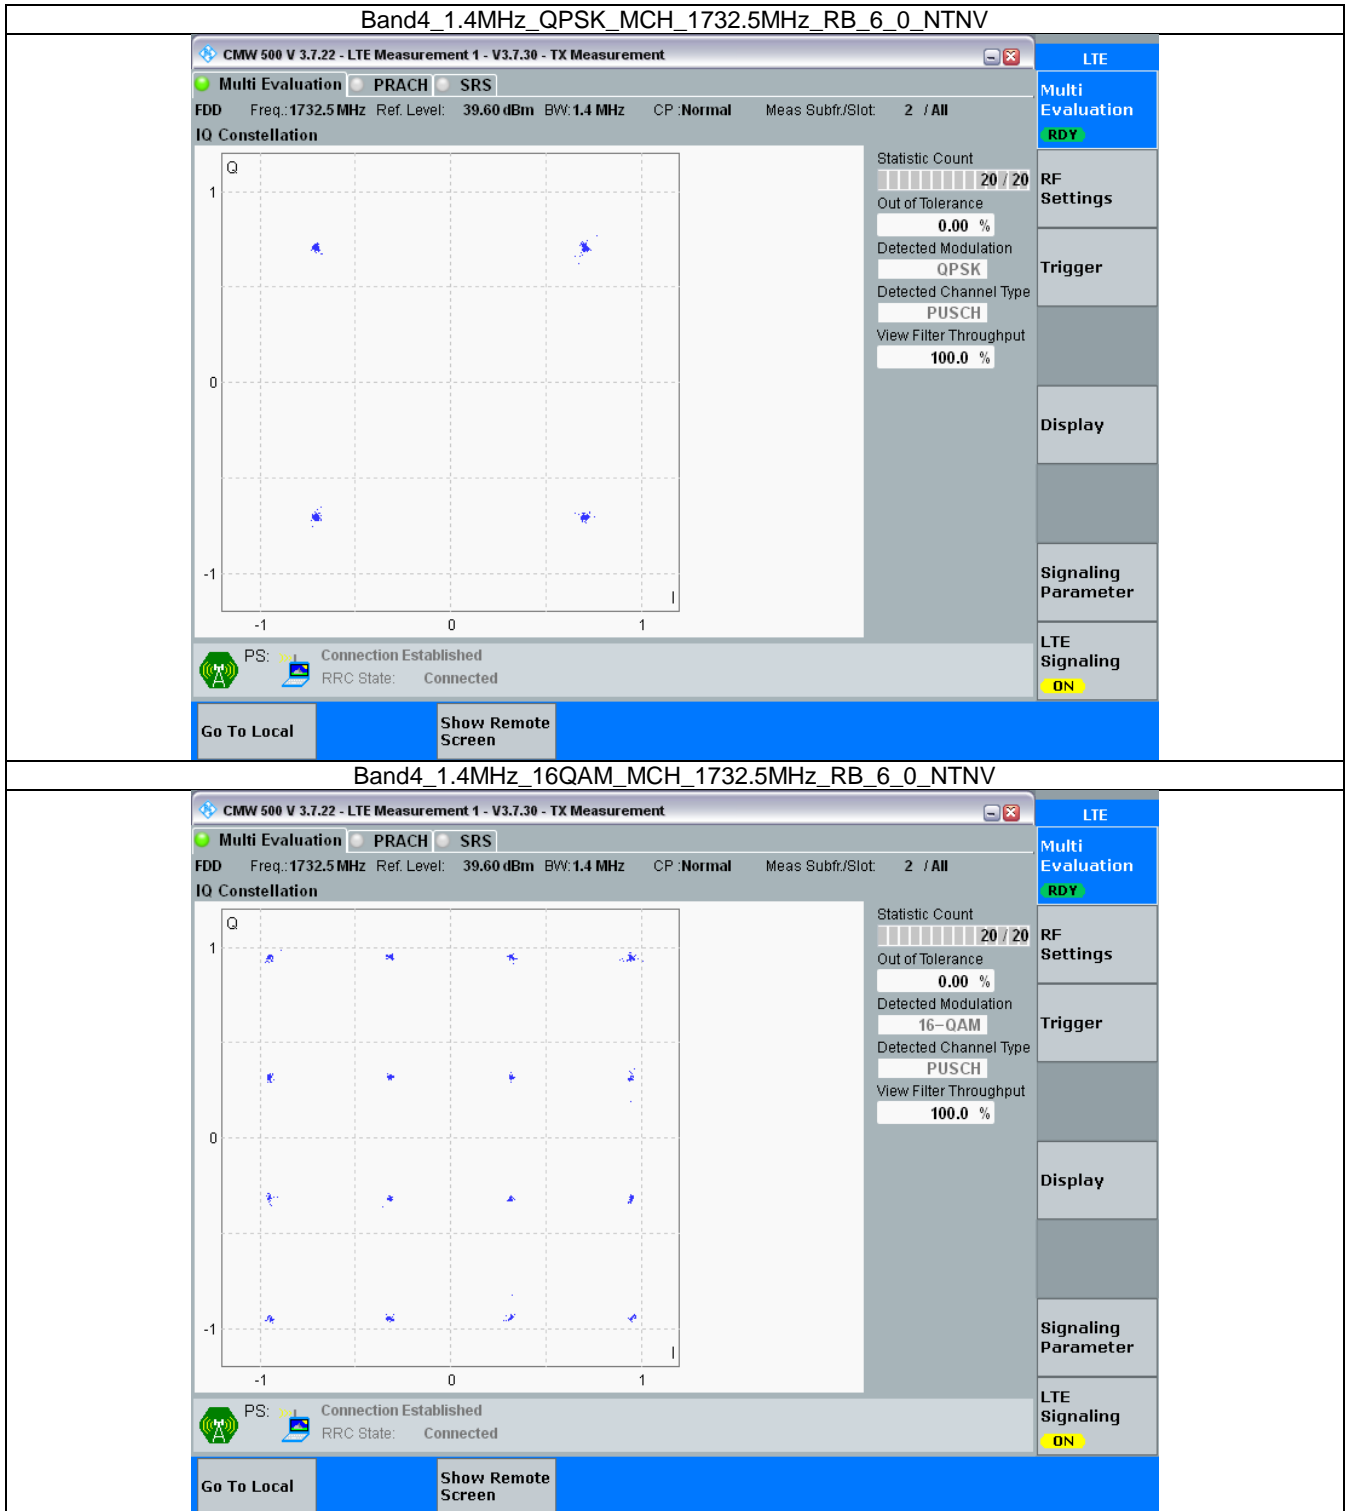 Band4_1.4MHz_QPSK_MCH_1732.5MHz_RB_6_0_NTNV
CMW 500 V 3.7.22 - LTE Measurement 1 - V3.7.30 - TX Measurement
LTE
Multi Evaluation PRACH SRS
Multi
Evaluation
RDY
FDD Freq.: 1732.5 MHz Ref. Level: 39.60 dBm BW: 1.4 MHz CP : Normal Meas Subfr./Slot: 2 / All
IQ Constellation
Q
1
0
-1
I
-1 0 1
Statistic Count
20 / 20
Out of Tolerance
0.00 %
Detected Modulation
QPSK
Detected Channel Type
PUSCH
View Filter Throughput
100.0 %
RF
Settings
Trigger
Display
Signaling
Parameter
LTE
Signaling
ON
PS: Connection Established
RRC State: Connected
Go To Local
Show Remote
Screen
Band4_1.4MHz_16QAM_MCH_1732.5MHz_RB_6_0_NTNV
CMW 500 V 3.7.22 - LTE Measurement 1 - V3.7.30 - TX Measurement
LTE
Multi Evaluation PRACH SRS
Multi
Evaluation
RDY
FDD Freq.: 1732.5 MHz Ref. Level: 39.60 dBm BW: 1.4 MHz CP : Normal Meas Subfr./Slot: 2 / All
IQ Constellation
Q
1
0
-1
I
-1 0 1
Statistic Count
20 / 20
Out of Tolerance
0.00 %
Detected Modulation
16-QAM
Detected Channel Type
PUSCH
View Filter Throughput
100.0 %
RF
Settings
Trigger
Display
Signaling
Parameter
LTE
Signaling
ON
PS: Connection Established
RRC State: Connected
Go To Local
Show Remote
Screen